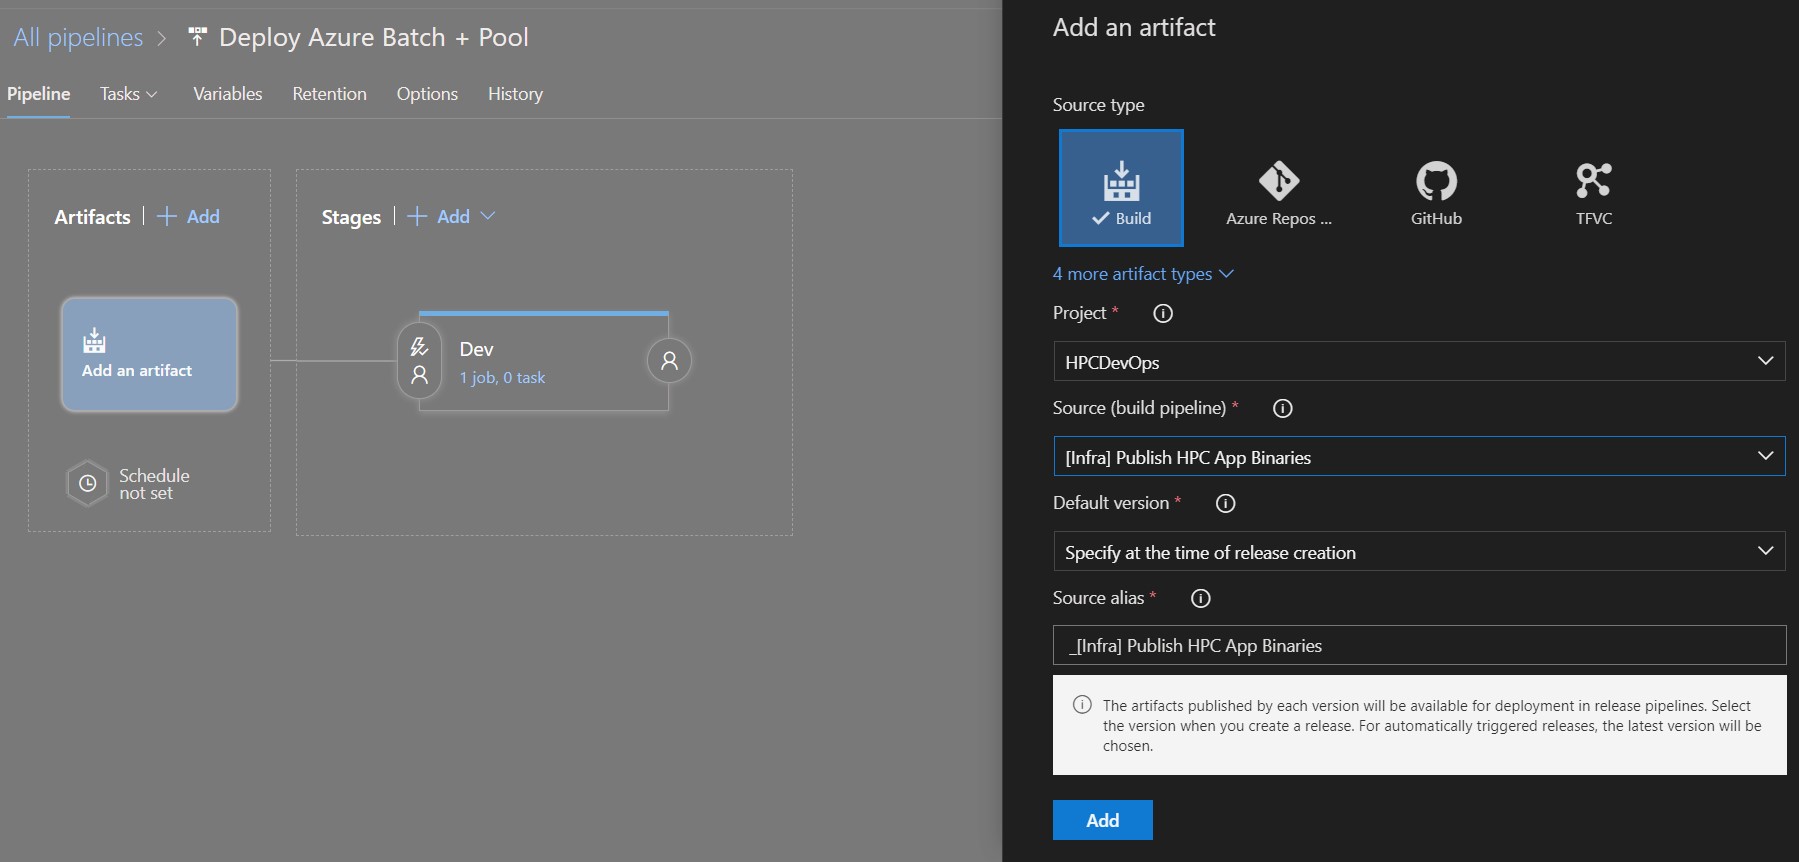 All pipelines > Deploy Azure Batch + Pool
Pipeline Tasks Variables Retention Options History
Artifacts | + Add
Stages | + Add
Add an artifact
Schedule
not set
Dev
1 job, 0 task
Add an artifact
Source type
Build
Azure Repos ...
GitHub
TFVC
4 more artifact types
Project *
HPCDevOps
Source (build pipeline) *
[Infra] Publish HPC App Binaries
Default version *
Specify at the time of release creation
Source alias *
_[Infra] Publish HPC App Binaries
The artifacts published by each version will be available for deployment in release pipelines. Select
the version when you create a release. For automatically triggered releases, the latest version will be
chosen.
Add